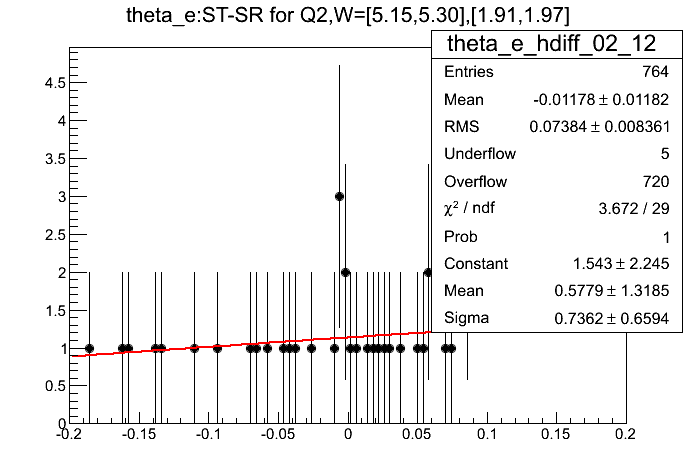 theta_e:ST-SR for Q2,W=[5.15,5.30],[1.91,1.97]
theta_e_hdiff_02_12
Entries 764
Mean -0.01178 ± 0.01182
RMS 0.07384 ± 0.008361
Underflow 5
Overflow 720
χ² / ndf 3.672 / 29
Prob 1
Constant 1.543 ± 2.245
Mean 0.5779 ± 1.3185
Sigma 0.7362 ± 0.6594
4.5
4
3.5
3
2.5
2
1.5
1
0.5
0
-0.2 -0.15 -0.1 -0.05 0 0.05 0.1 0.15 0.2